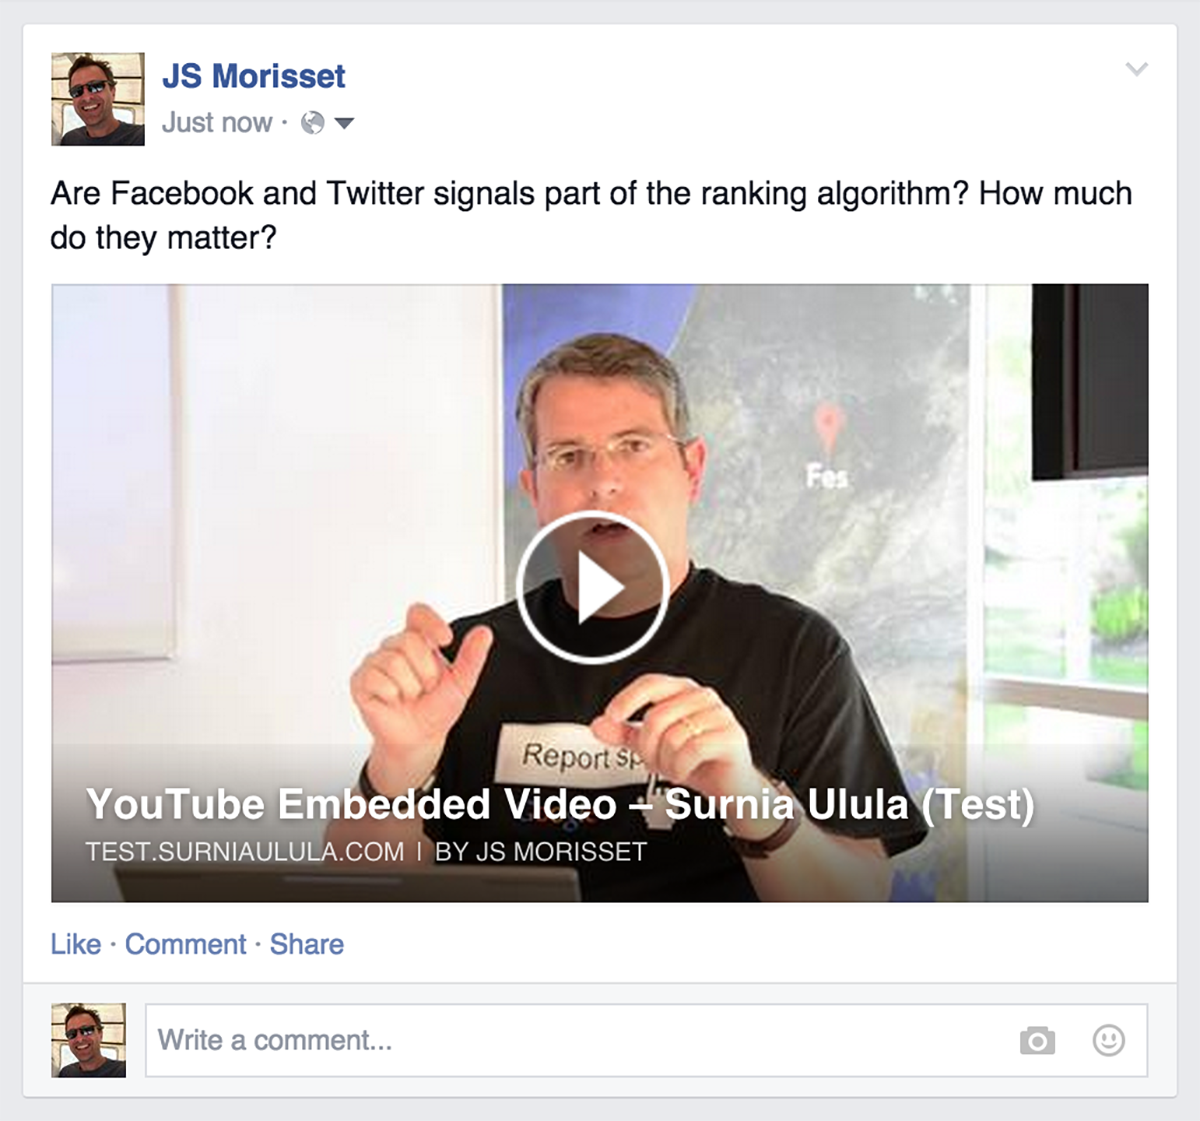 JS Morisset
Just now ·
Are Facebook and Twitter signals part of the ranking algorithm? How much
do they matter?
Fes
Report
YouTube Embedded Video – Surnia Ulula (Test)
TEST.SURNIAULULA.COM | BY JS MORISSET
Like · Comment · Share
Write a comment...